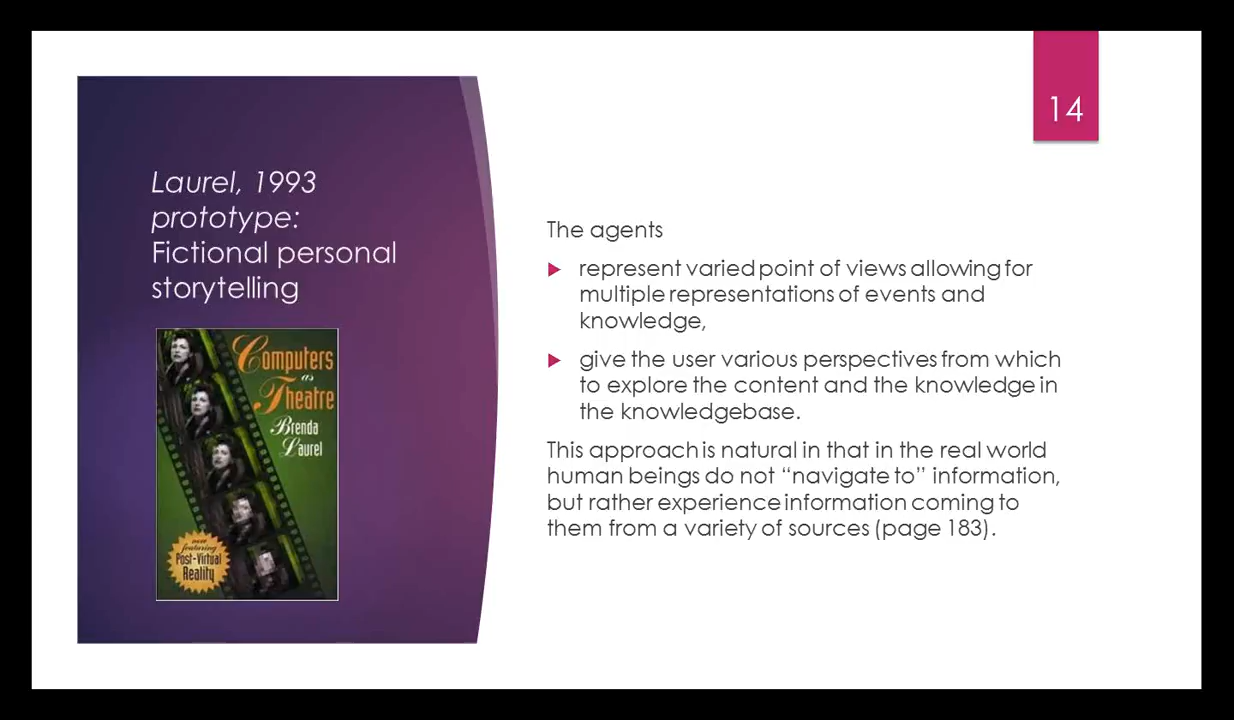 14
Laurel, 1993
prototype:
Fictional personal
storytelling
Computers
as
Theatre
Brenda
Laurel
now
featuring
Post-Virtual
Reality
The agents
represent varied point of views allowing for
multiple representations of events and
knowledge,
give the user various perspectives from which
to explore the content and the knowledge in
the knowledgebase.
This approach is natural in that in the real world
human beings do not “navigate to” information,
but rather experience information coming to
them from a variety of sources (page 183).